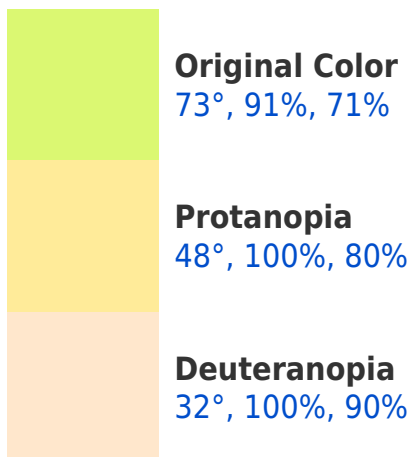 Original Color
73°, 91%, 71%
Protanopia
48°, 100%, 80%
Deuteranopia
32°, 100%, 90%